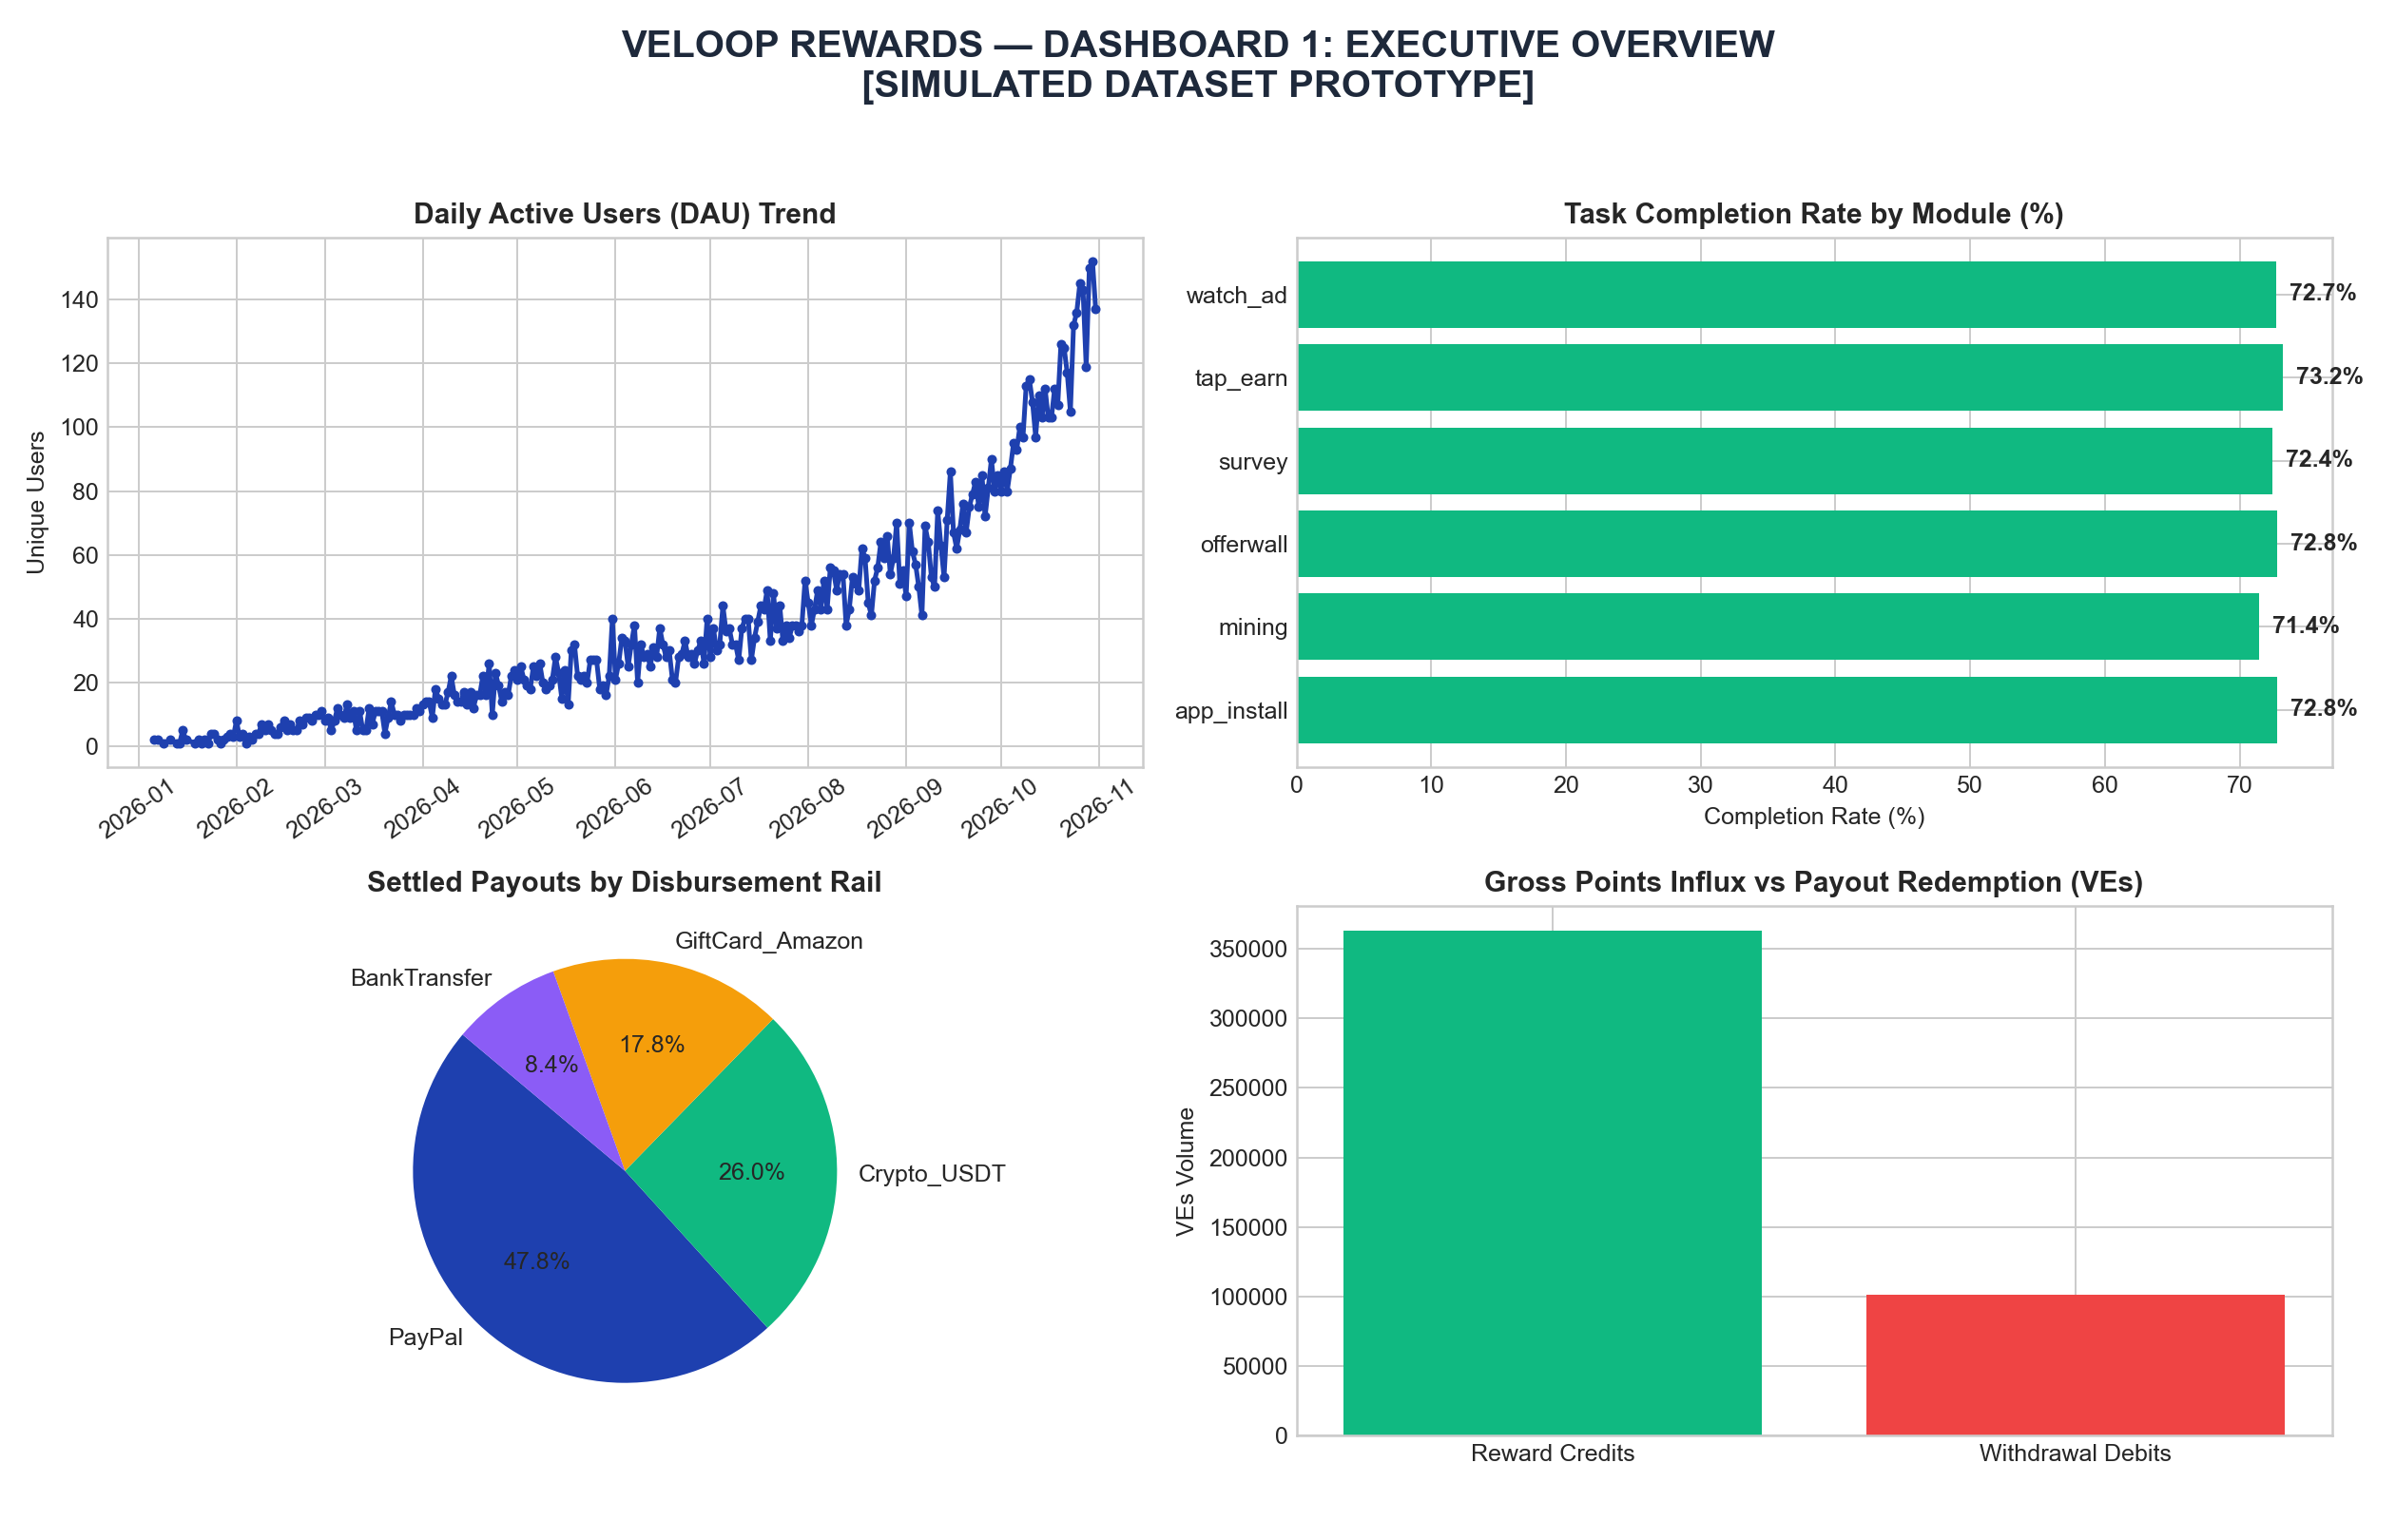 VELOOP REWARDS — DASHBOARD 1: EXECUTIVE OVERVIEW
[SIMULATED DATASET PROTOTYPE]
Daily Active Users (DAU) Trend
Unique Users
140
120
100
80
60
40
20
0
2026-01
2026-02
2026-03
2026-04
2026-05
2026-06
2026-07
2026-08
2026-09
2026-10
2026-11
Task Completion Rate by Module (%)
watch_ad
72.7%
tap_earn
73.2%
survey
72.4%
offerwall
72.8%
mining
71.4%
app_install
72.8%
0
10
20
30
40
50
60
70
Completion Rate (%)
Settled Payouts by Disbursement Rail
GiftCard_Amazon
17.8%
BankTransfer
8.4%
Crypto_USDT
26.0%
PayPal
47.8%
Gross Points Influx vs Payout Redemption (VEs)
VEs Volume
350000
300000
250000
200000
150000
100000
50000
0
Reward Credits
Withdrawal Debits